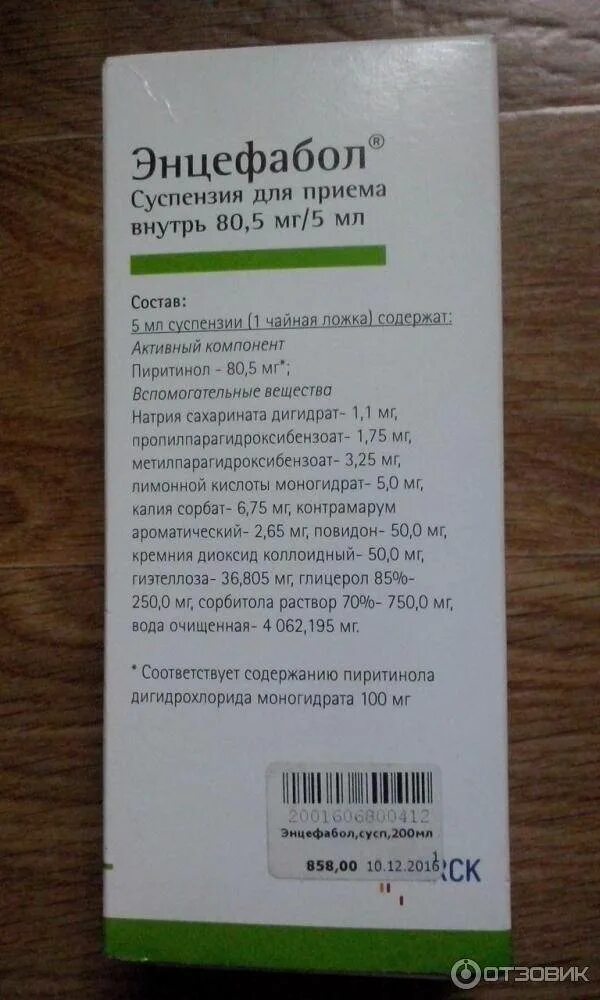 Энцефабол®
Суспензия для приема
внутрь 80,5 мг/5 мл
Состав:
5 мл суспензии (1 чайная ложка) содержат:
Активный компонент
Пиритинол - 80,5 мг*;
Вспомогательные вещества
Натрия сахарината дигидрат- 1,1 мг,
пропилпарагидроксибензоат- 1,75 мг,
метилпарагидроксибензоат- 3,25 мг,
лимонной кислоты моногидрат- 5,0 мг,
калия сорбат- 6,75 мг, контрамарум
ароматический- 2,65 мг, повидон- 50,0 мг,
кремния диоксид коллоидный- 50,0 мг,
гиэтеллоза- 36,805 мг, глицерол 85%-
250,0 мг, сорбитола раствор 70%- 750,0 мг,
вода очищенная- 4 062,195 мг.
* Соответствует содержанию пиритинола
дигидрохлорида моногидрата 100 мг
2001606800412
Энцефабол,сусп,200мл
1
858,00 10.12.2016
RCK
ОТЗОВИК